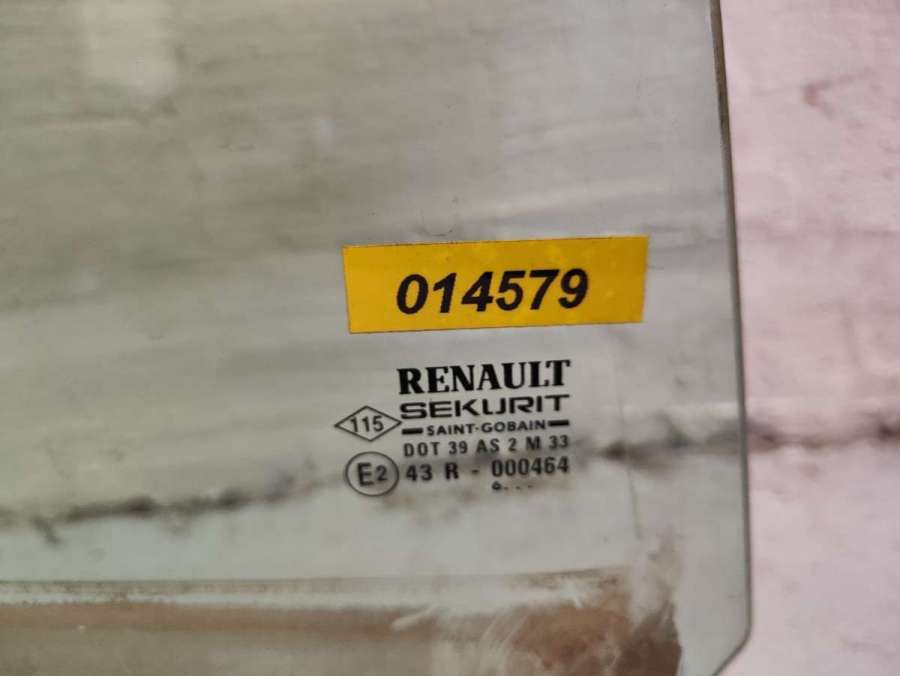 014579
RENAULT
SEKURIT
115
SAINT-GOBAIN
DOT 39 AS 2 M 33
E2 43 R - 000464